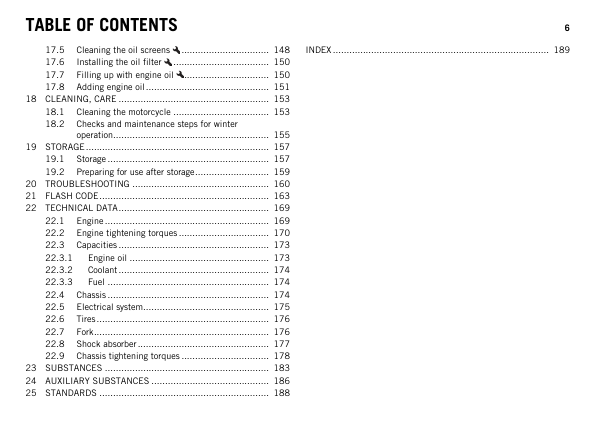 TABLE OF CONTENTS 6
17.5 Cleaning the oil screens ................................ 148
17.6 Installing the oil filter ................................... 150
17.7 Filling up with engine oil ............................... 150
17.8 Adding engine oil ............................................ 151
18 CLEANING, CARE ...................................................... 153
18.1 Cleaning the motorcycle ................................... 153
18.2 Checks and maintenance steps for winter
operation........................................................ 155
19 STORAGE................................................................. 157
19.1 Storage.......................................................... 157
19.2 Preparing for use after storage........................... 159
20 TROUBLESHOOTING ................................................. 160
21 FLASH CODE............................................................. 163
22 TECHNICAL DATA....................................................... 169
22.1 Engine........................................................... 169
22.2 Engine tightening torques ................................. 170
22.3 Capacities....................................................... 173
22.3.1 Engine oil ................................................... 173
22.3.2 Coolant ...................................................... 174
22.3.3 Fuel .......................................................... 174
22.4 Chassis.......................................................... 174
22.5 Electrical system............................................. 175
22.6 Tires .............................................................. 176
22.7 Fork............................................................... 176
22.8 Shock absorber............................................... 177
22.9 Chassis tightening torques ................................ 178
23 SUBSTANCES ........................................................... 183
24 AUXILIARY SUBSTANCES ........................................... 186
25 STANDARDS ............................................................ 188
INDEX ............................................................................ 189